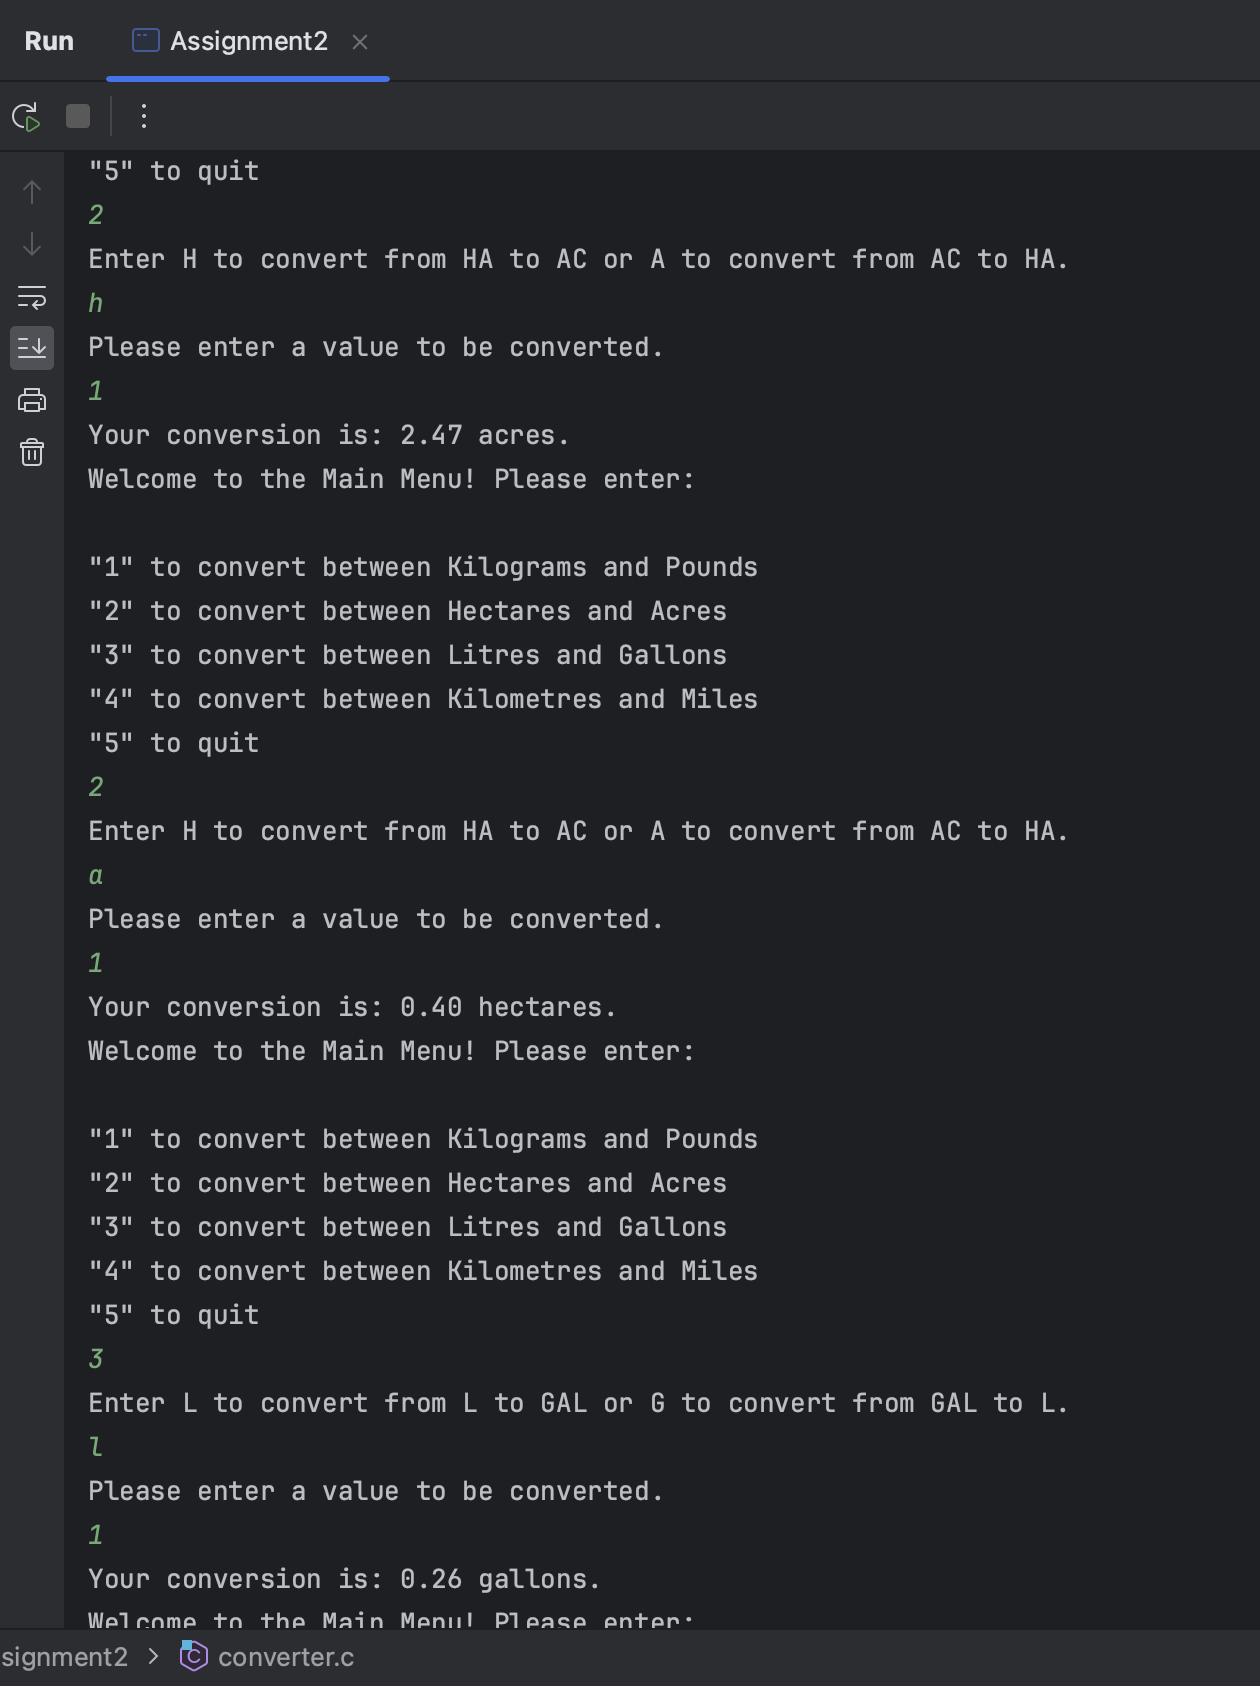 Run Assignment2
"5" to quit
2
Enter H to convert from HA to AC or A to convert from AC to HA.
h
Please enter a value to be converted.
1
Your conversion is: 2.47 acres.
Welcome to the Main Menu! Please enter:
"1" to convert between Kilograms and Pounds
"2" to convert between Hectares and Acres
"3" to convert between Litres and Gallons
"4" to convert between Kilometres and Miles
"5" to quit
2
Enter H to convert from HA to AC or A to convert from AC to HA.
a
Please enter a value to be converted.
1
Your conversion is: 0.40 hectares.
Welcome to the Main Menu! Please enter:
"1" to convert between Kilograms and Pounds
"2" to convert between Hectares and Acres
"3" to convert between Litres and Gallons
"4" to convert between Kilometres and Miles
"5" to quit
3
Enter L to convert from L to GAL or G to convert from GAL to L.
l
Please enter a value to be converted.
1
Your conversion is: 0.26 gallons.
Welcome to the Main Menu! Please enter:
signment2 > converter.c